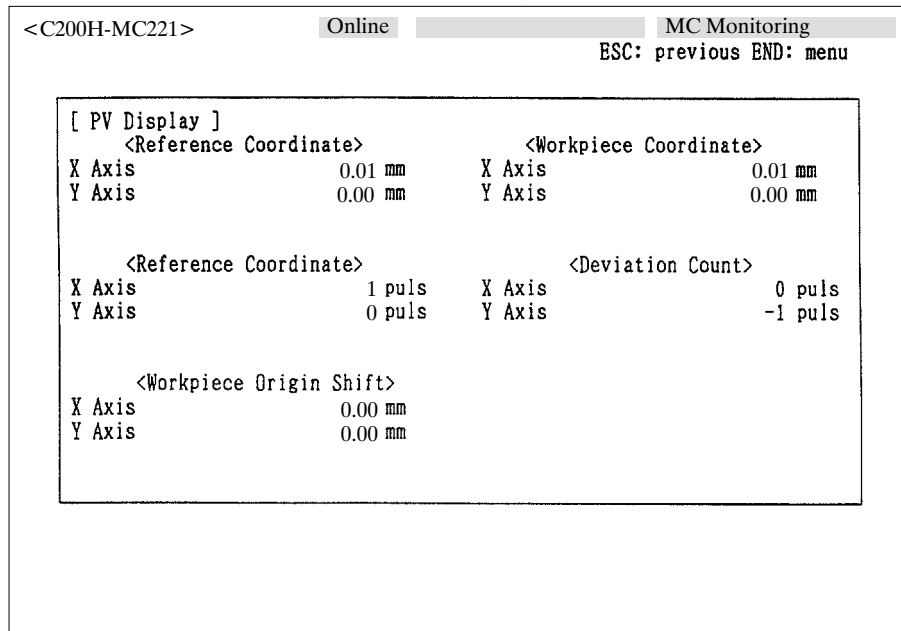 <C200H-MC221> Online MC Monitoring
ESC: previous END: menu
[ PV Display ]
<Reference Coordinate> <Workpiece Coordinate>
X Axis 0.01 mm X Axis 0.01 mm
Y Axis 0.00 mm Y Axis 0.00 mm
<Reference Coordinate> <Deviation Count>
X Axis 1 puls X Axis 0 puls
Y Axis 0 puls Y Axis -1 puls
<Workpiece Origin Shift>
X Axis 0.00 mm
Y Axis 0.00 mm